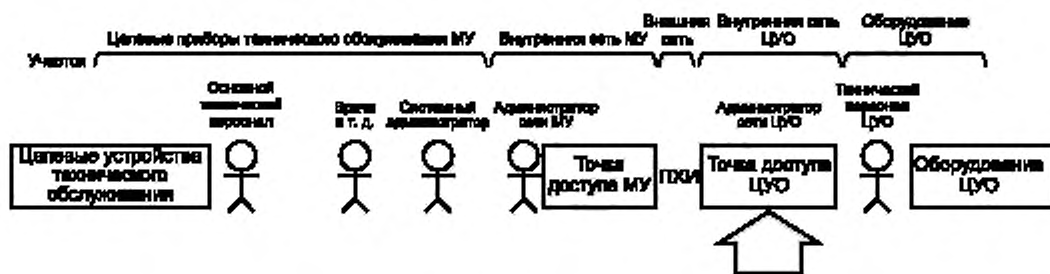 Участок
Целевые приборы технического обслуживания МУ
Внутренняя сеть МУ
Внешняя
сеть
Внутренняя сеть
ЦУО
Оборудование
ЦУО
Основной
технический
персонал
Врачи
и т. д.
Системный
администратор
Администратор
сети МУ
Администратор
сети ЦУО
Технический
персонал
ЦУО
Целевые устройства
технического
обслуживания
Точка
доступа МУ
ПХИ
Точка доступа
ЦУО
Оборудование
ЦУО